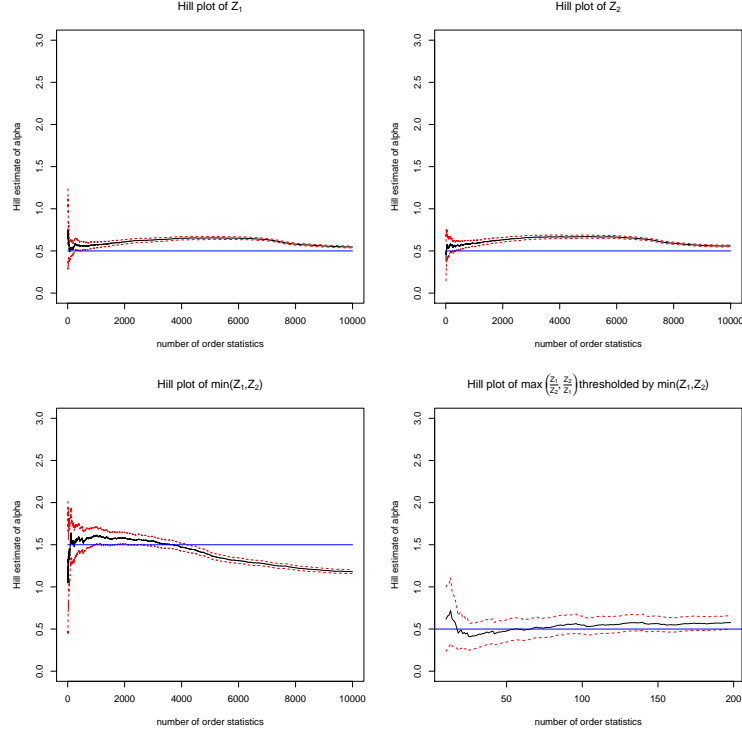 Hill plot of Z₁
Hill estimate of alpha
0.0 0.5 1.0 1.5 2.0 2.5 3.0
0 2000 4000 6000 8000 10000
number of order statistics
Hill plot of Z₂
Hill estimate of alpha
0.0 0.5 1.0 1.5 2.0 2.5 3.0
0 2000 4000 6000 8000 10000
number of order statistics
Hill plot of min(Z₁,Z₂)
Hill estimate of alpha
0.0 0.5 1.0 1.5 2.0 2.5 3.0
0 2000 4000 6000 8000 10000
number of order statistics
Hill plot of max (Z₁/Z₂, Z₂/Z₁) thresholded by min(Z₁,Z₂)
Hill estimate of alpha
0.0 0.5 1.0 1.5 2.0 2.5 3.0
50 100 150 200
number of order statistics